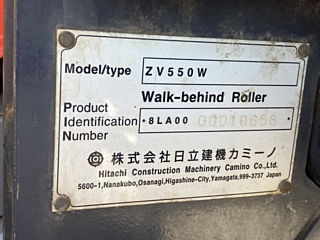 Model/type ZV550W
Product Identification Number
Walk-behind Roller
*8LA00 00010658*
株式会社日立建機カミーノ
Hitachi Construction Machinery Camino Co.,Ltd.
5600-1,Nanakubo,Osanagi,Higashine-City,Yamagata,999-3737 Japan